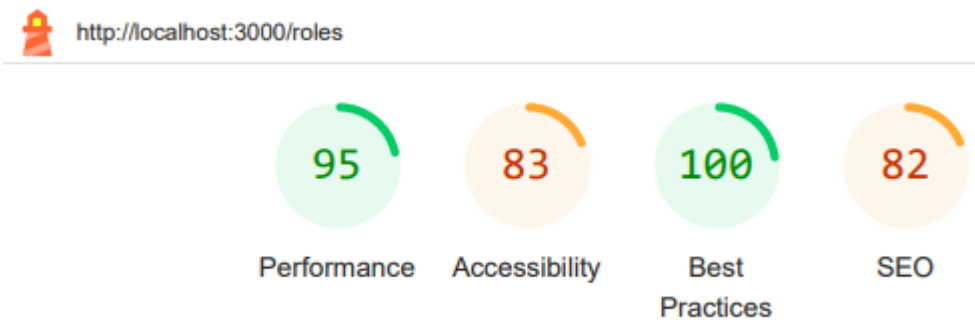 http://localhost:3000/roles
95
83
100
82
Performance
Accessibility
Best
Practices
SEO